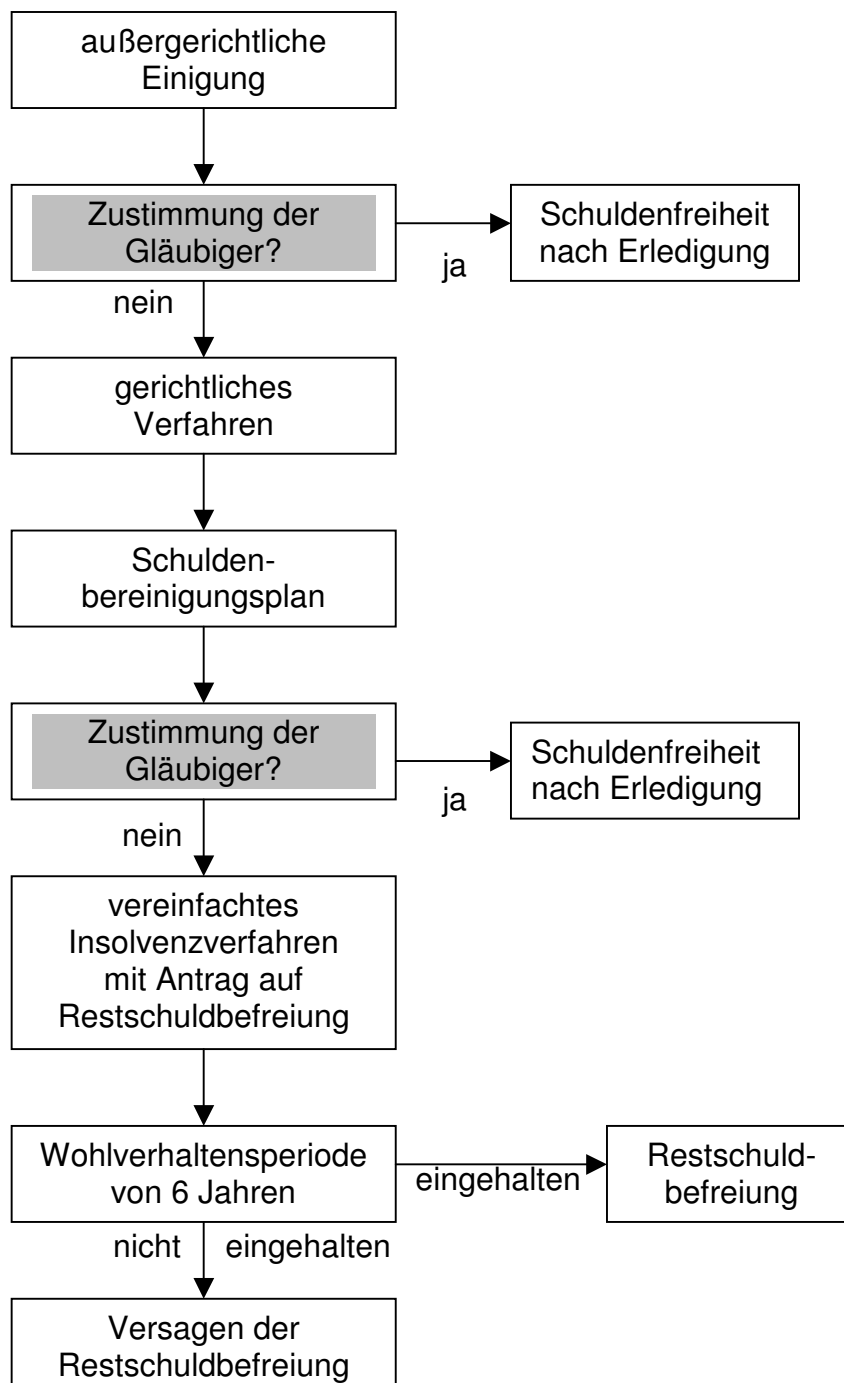 außergerichtliche
Einigung
Zustimmung der
Gläubiger?
ja
Schuldenfreiheit
nach Erledigung
nein
gerichtliches
Verfahren
Schulden-
bereinigungsplan
Zustimmung der
Gläubiger?
ja
Schuldenfreiheit
nach Erledigung
nein
vereinfachtes
Insolvenzverfahren
mit Antrag auf
Restschuldbefreiung
Wohlverhaltensperiode
von 6 Jahren
eingehalten
Restschuld-
befreiung
nicht eingehalten
Versagen der
Restschuldbefreiung